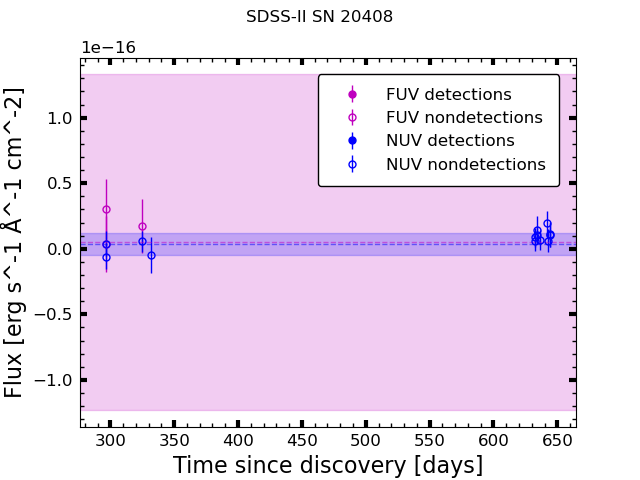 SDSS-II SN 20408
1e−16
FUV detections
FUV nondetections
NUV detections
NUV nondetections
1.0
0.5
0.0
−0.5
−1.0
Flux [erg s^-1 Å^-1 cm^-2]
300 350 400 450 500 550 600 650
Time since discovery [days]